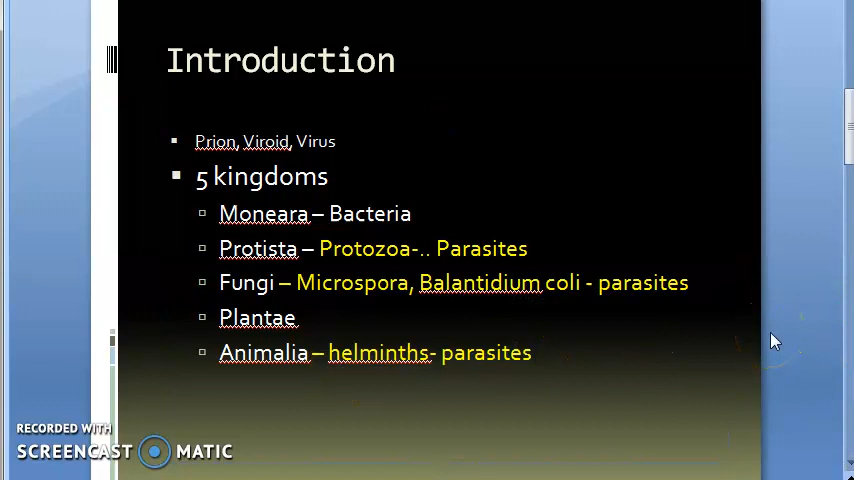 Introduction
Prion, Viroid, Virus
5 kingdoms
Moneara – Bacteria
Protista – Protozoa-.. Parasites
Fungi – Microspora, Balantidium coli - parasites
Plantae
Animalia – helminths- parasites
RECORDED WITH
SCREENCAST MATIC